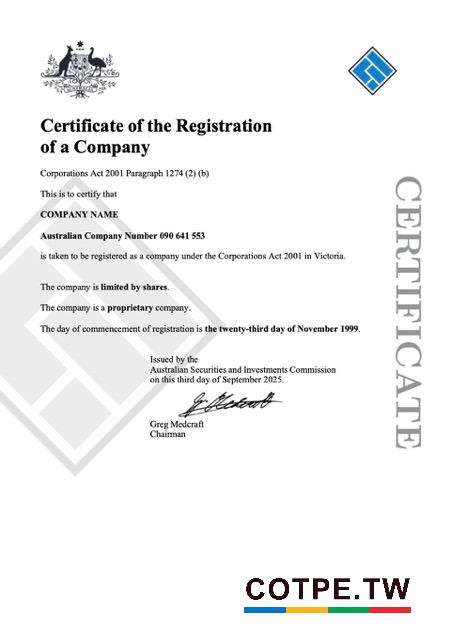 AUSTRALIA
Certificate of the Registration
of a Company
Corporations Act 2001 Paragraph 1274 (2) (b)
This is to certify that
COMPANY NAME
Australian Company Number 090 641 553
is taken to be registered as a company under the Corporations Act 2001 in Victoria.
The company is limited by shares.
The company is a proprietary company.
The day of commencement of registration is the twenty-third day of November 1999.
Issued by the
Australian Securities and Investments Commission
on this third day of September 2025.
Greg Medcraft
Chairman
CERTIFICATE
COTPE.TW